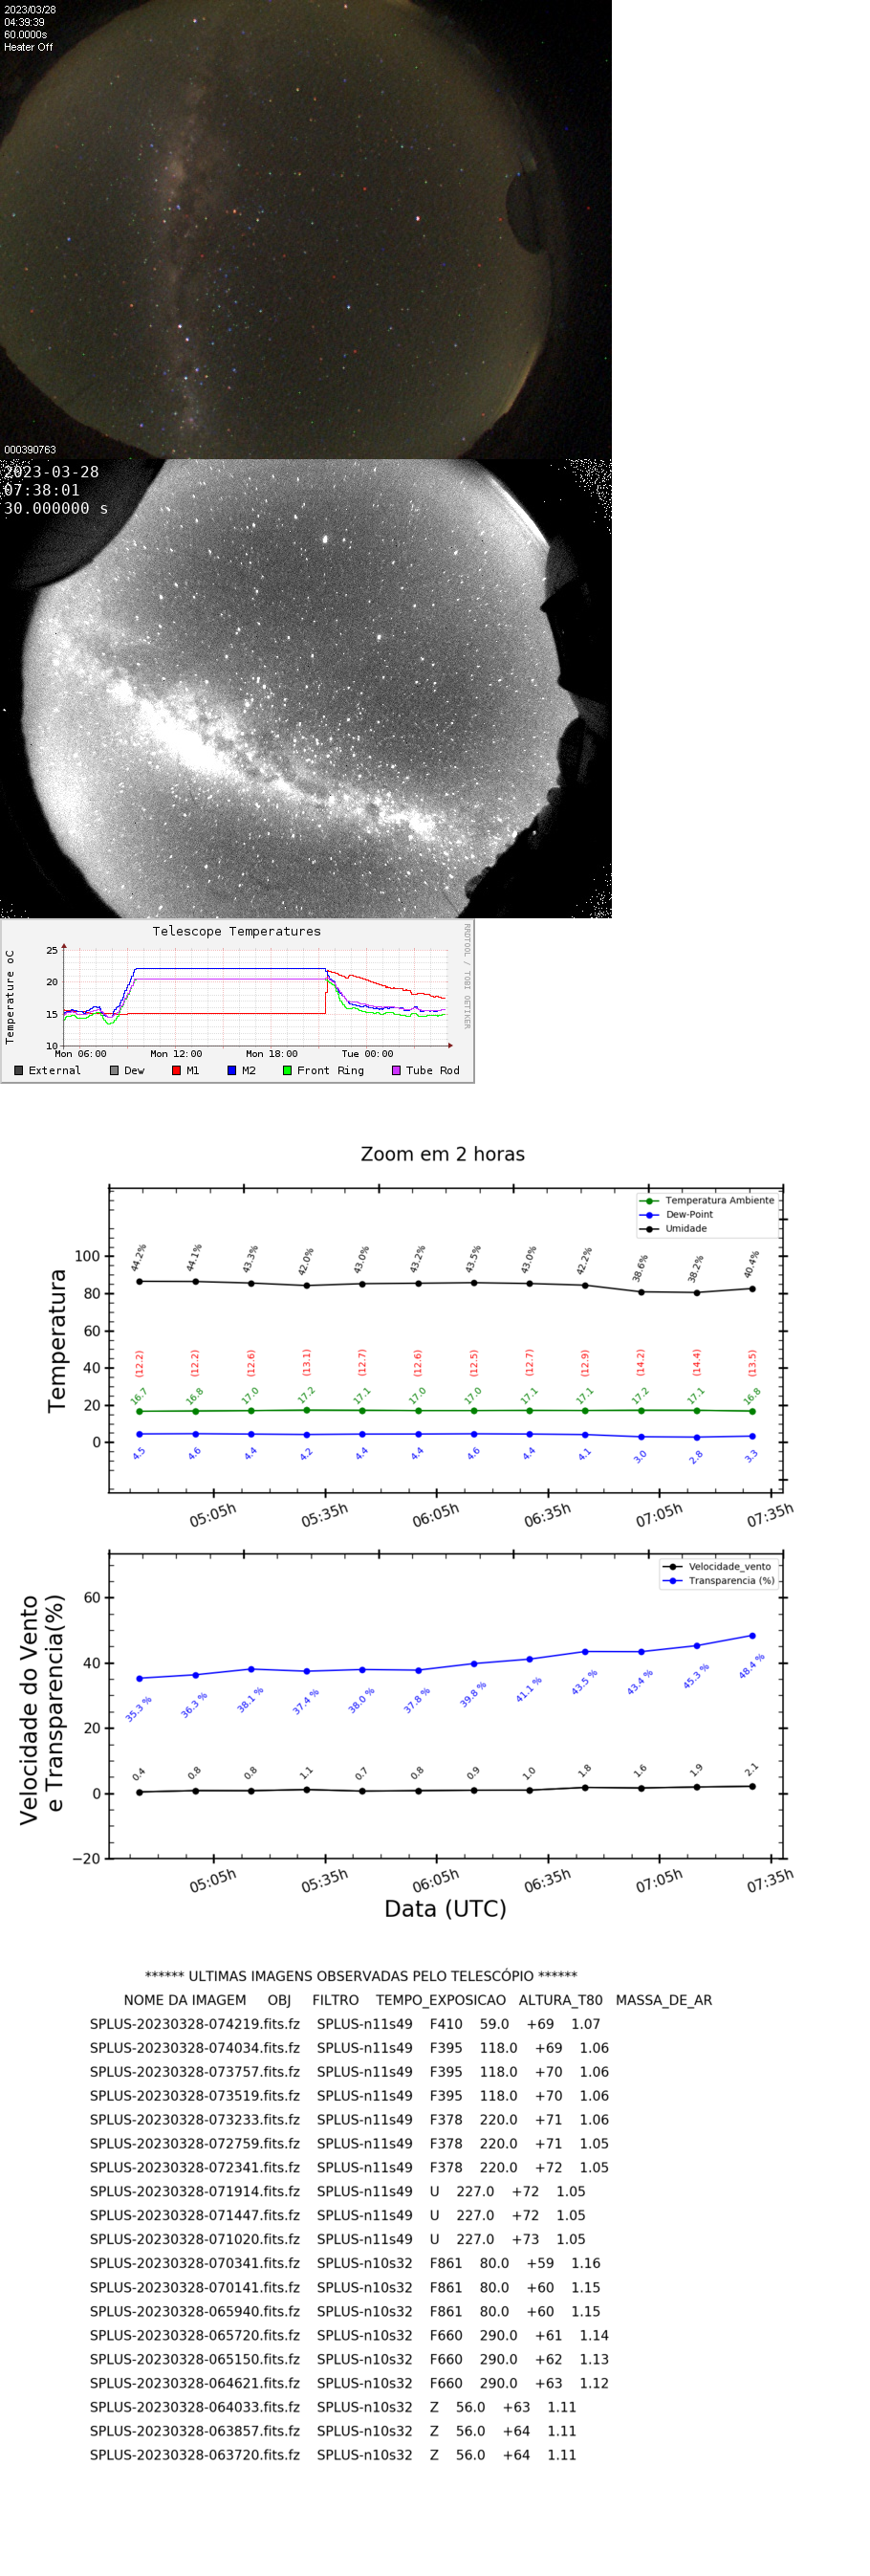 2023/03/28
04:39:39
60.0000s
Heater Off
000390763
2023-03-28
07:38:01
30.000000 s
Telescope Temperatures
RRDTOOL / TOBI OETIKER
Temperature oC
25
20
15
10
Mon 06:00 Mon 12:00 Mon 18:00 Tue 00:00
External Dew M1 M2 Front Ring Tube Rod
Zoom em 2 horas
Temperatura Ambiente
Dew-Point
Umidade
Temperatura
100
80
60
40
20
0
44.2% 44.1% 43.3% 42.0% 43.0% 43.2% 43.5% 43.0% 42.2% 38.6% 38.2% 40.4%
(12.2) (12.2) (12.6) (13.1) (12.7) (12.6) (12.5) (12.7) (12.9) (14.2) (14.4) (13.5)
16.7 16.8 17.0 17.2 17.1 17.0 17.0 17.1 17.1 17.2 17.1 16.8
4.5 4.6 4.4 4.2 4.4 4.4 4.6 4.4 4.1 3.0 2.8 3.3
05:05h 05:35h 06:05h 06:35h 07:05h 07:35h
Velocidade_vento
Transparencia (%)
Velocidade do Vento
e Transparencia(%)
60
40
20
0
−20
35.3 % 36.3 % 38.1 % 37.4 % 38.0 % 37.8 % 39.8 % 41.1 % 43.5 % 43.4 % 45.3 % 48.4 %
0.4 0.8 0.8 1.1 0.7 0.8 0.9 1.0 1.8 1.6 1.9 2.1
05:05h 05:35h 06:05h 06:35h 07:05h 07:35h
Data (UTC)
****** ULTIMAS IMAGENS OBSERVADAS PELO TELESCÓPIO ******
NOME DA IMAGEM OBJ FILTRO TEMPO_EXPOSICAO ALTURA_T80 MASSA_DE_AR
SPLUS-20230328-074219.fits.fz SPLUS-n11s49 F410 59.0 +69 1.07
SPLUS-20230328-074034.fits.fz SPLUS-n11s49 F395 118.0 +69 1.06
SPLUS-20230328-073757.fits.fz SPLUS-n11s49 F395 118.0 +70 1.06
SPLUS-20230328-073519.fits.fz SPLUS-n11s49 F395 118.0 +70 1.06
SPLUS-20230328-073233.fits.fz SPLUS-n11s49 F378 220.0 +71 1.06
SPLUS-20230328-072759.fits.fz SPLUS-n11s49 F378 220.0 +71 1.05
SPLUS-20230328-072341.fits.fz SPLUS-n11s49 F378 220.0 +72 1.05
SPLUS-20230328-071914.fits.fz SPLUS-n11s49 U 227.0 +72 1.05
SPLUS-20230328-071447.fits.fz SPLUS-n11s49 U 227.0 +72 1.05
SPLUS-20230328-071020.fits.fz SPLUS-n11s49 U 227.0 +73 1.05
SPLUS-20230328-070341.fits.fz SPLUS-n10s32 F861 80.0 +59 1.16
SPLUS-20230328-070141.fits.fz SPLUS-n10s32 F861 80.0 +60 1.15
SPLUS-20230328-065940.fits.fz SPLUS-n10s32 F861 80.0 +60 1.15
SPLUS-20230328-065720.fits.fz SPLUS-n10s32 F660 290.0 +61 1.14
SPLUS-20230328-065150.fits.fz SPLUS-n10s32 F660 290.0 +62 1.13
SPLUS-20230328-064621.fits.fz SPLUS-n10s32 F660 290.0 +63 1.12
SPLUS-20230328-064033.fits.fz SPLUS-n10s32 Z 56.0 +63 1.11
SPLUS-20230328-063857.fits.fz SPLUS-n10s32 Z 56.0 +64 1.11
SPLUS-20230328-063720.fits.fz SPLUS-n10s32 Z 56.0 +64 1.11